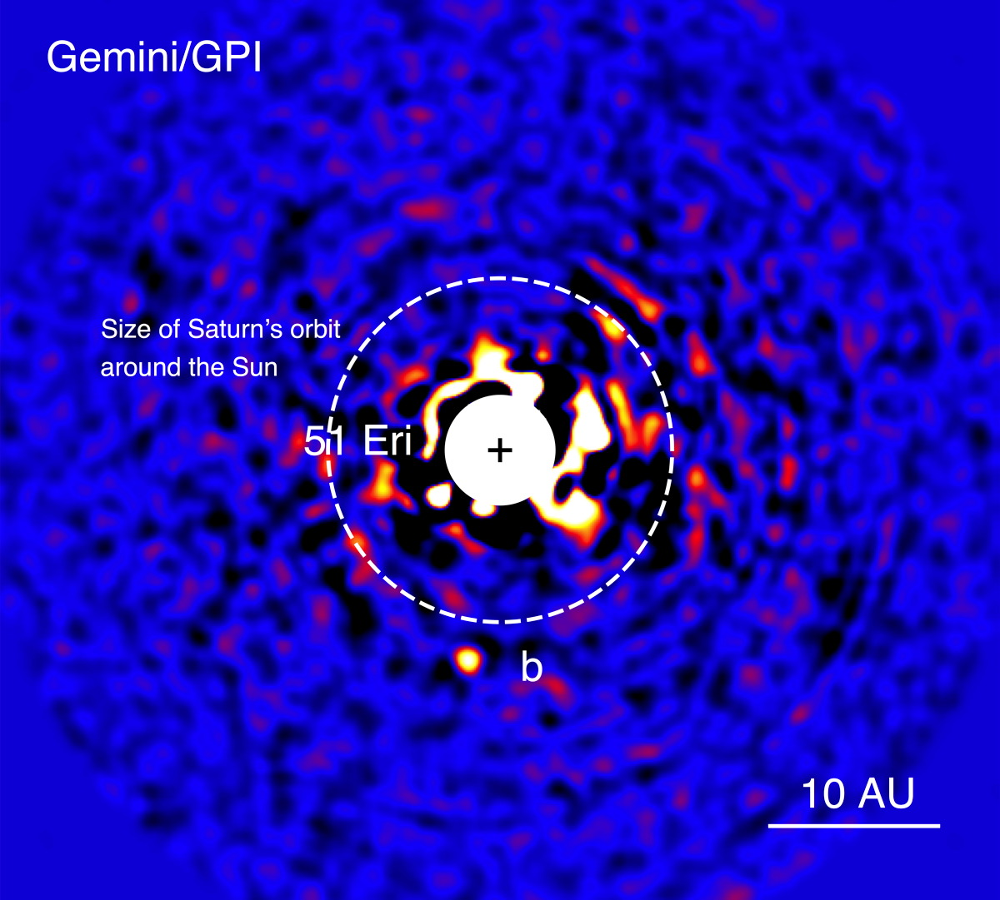 Gemini/GPI
Size of Saturn’s orbit
around the Sun
51 Eri
b
10 AU